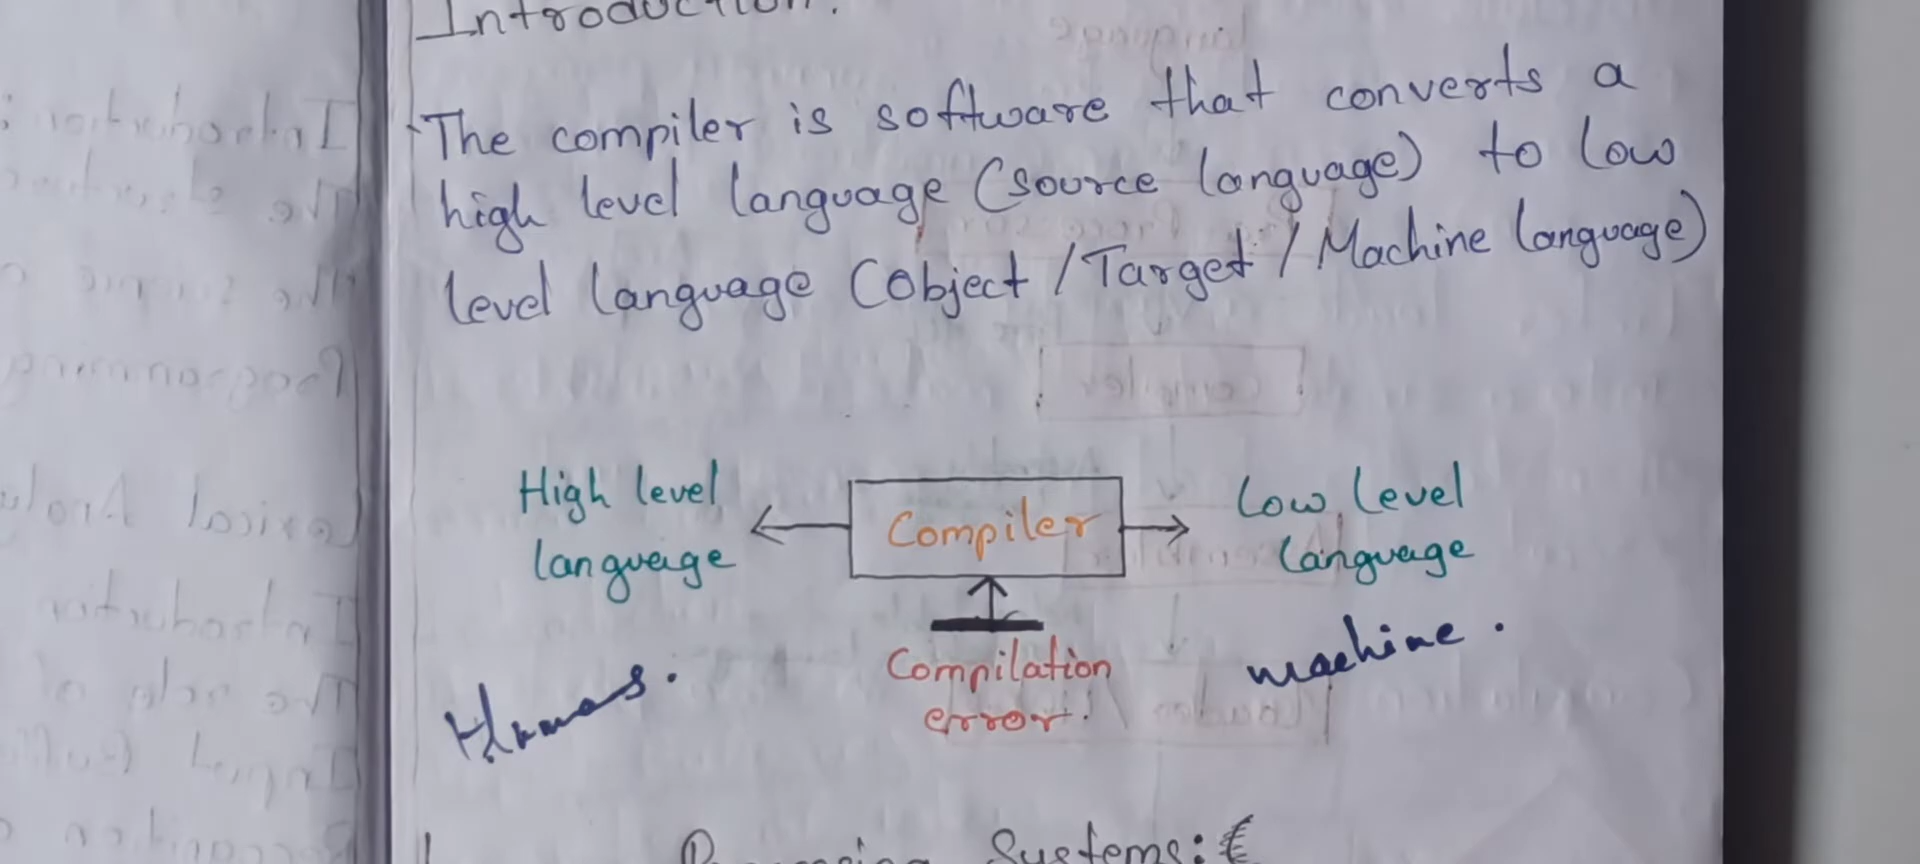 Introduction:
The compiler is software that converts a
high level language (source language) to low
level language (Object / Target / Machine language)
High level
language
Compiler
Low level
language
Compilation
error!
Humas.
machine.
Systems: